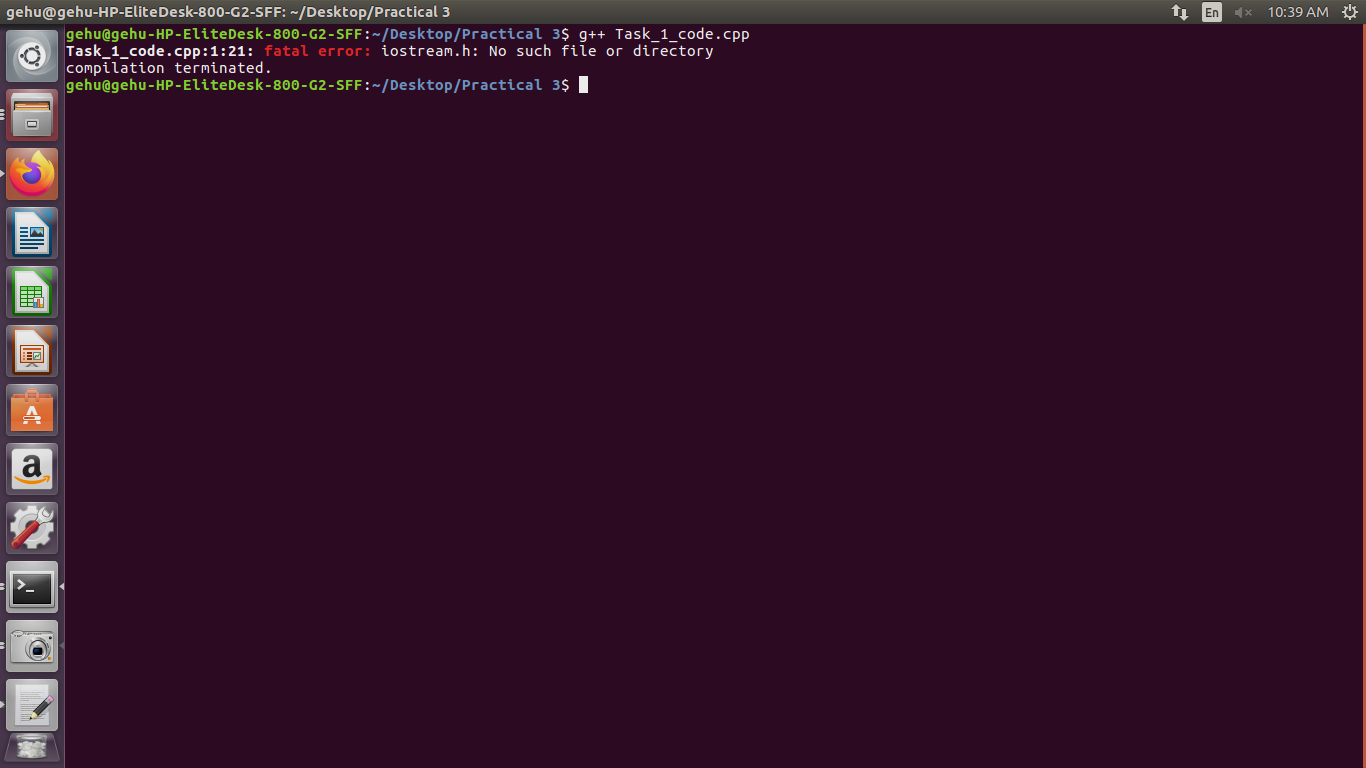 gehu@gehu-HP-EliteDesk-800-G2-SFF: ~/Desktop/Practical 3
En
10:39 AM
gehu@gehu-HP-EliteDesk-800-G2-SFF:~/Desktop/Practical 3$ g++ Task_1_code.cpp
Task_1_code.cpp:1:21: fatal error: iostream.h: No such file or directory
compilation terminated.
gehu@gehu-HP-EliteDesk-800-G2-SFF:~/Desktop/Practical 3$
A
a
>_